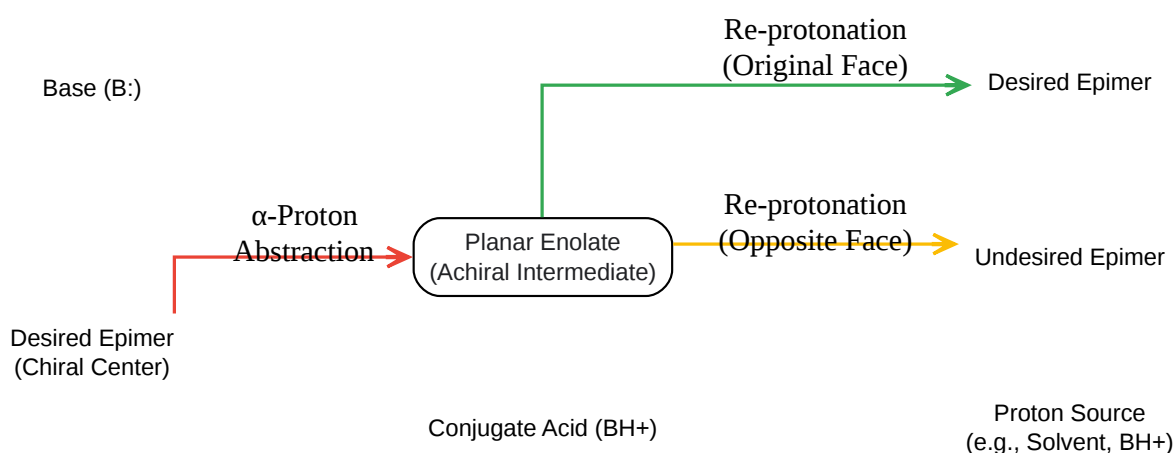 Re-protonation
(Original Face)
Base (B:)
Desired Epimer
α-Proton
Abstraction
Re-protonation
(Opposite Face)
Planar Enolate
(Achiral Intermediate)
Undesired Epimer
Desired Epimer
(Chiral Center)
Conjugate Acid (BH+)
Proton Source
(e.g., Solvent, BH+)